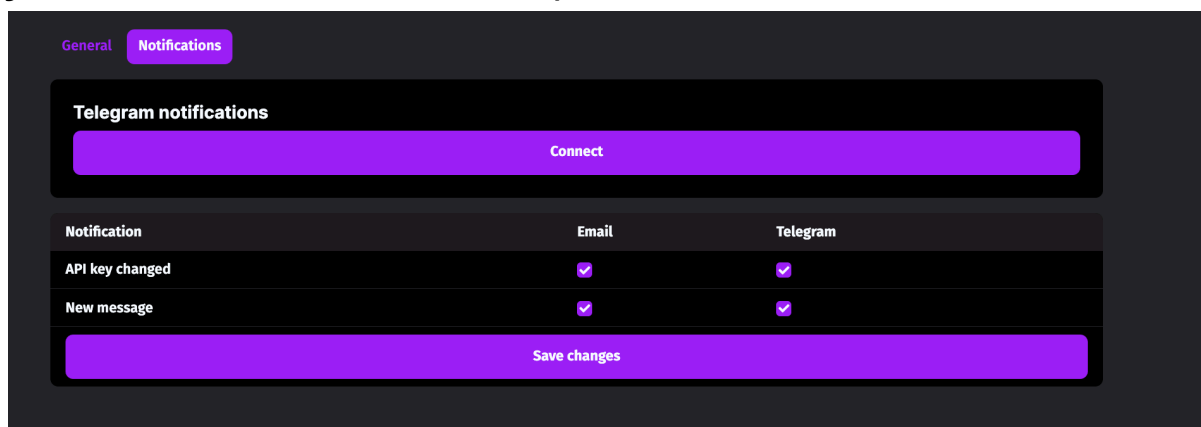 General Notifications
Telegram notifications
Connect
Notification Email Telegram
API key changed
New message
Save changes